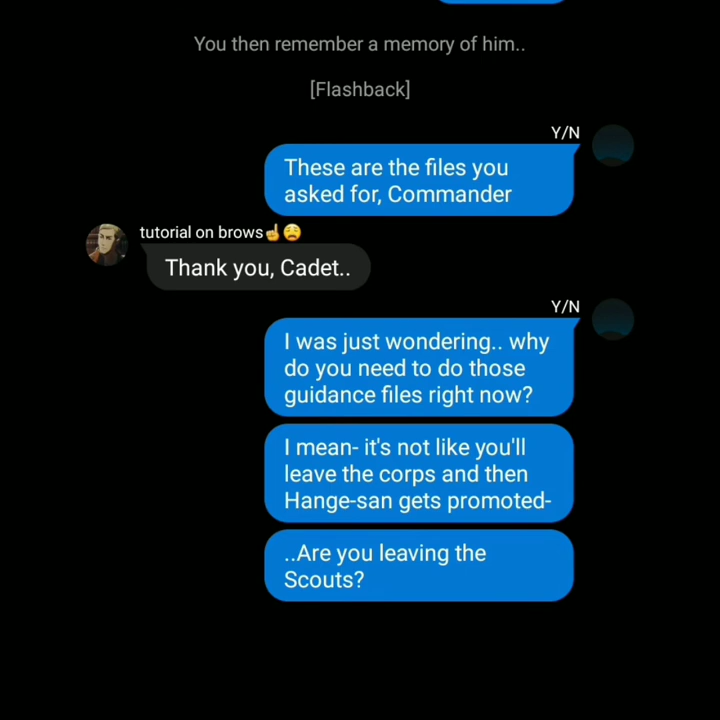 You then remember a memory of him..
[Flashback]
Y/N
These are the files you
asked for, Commander
tutorial on brows☝️😩
Thank you, Cadet..
Y/N
I was just wondering.. why
do you need to do those
guidance files right now?
I mean- it's not like you'll
leave the corps and then
Hange-san gets promoted-
..Are you leaving the
Scouts?